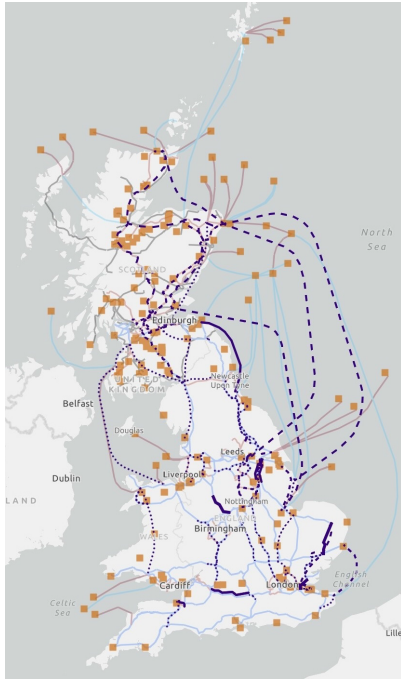 North
Sea
SCOTLAND
Edinburgh
UNITED
KINGDOM
Newcastle
Upon Tyne
Belfast
Douglas
Leeds
Dublin
Liverpool
LAND
Nottingham
ENGLAND
Birmingham
WALES
English
Channel
Cardiff
London
Celtic
Sea
Lille